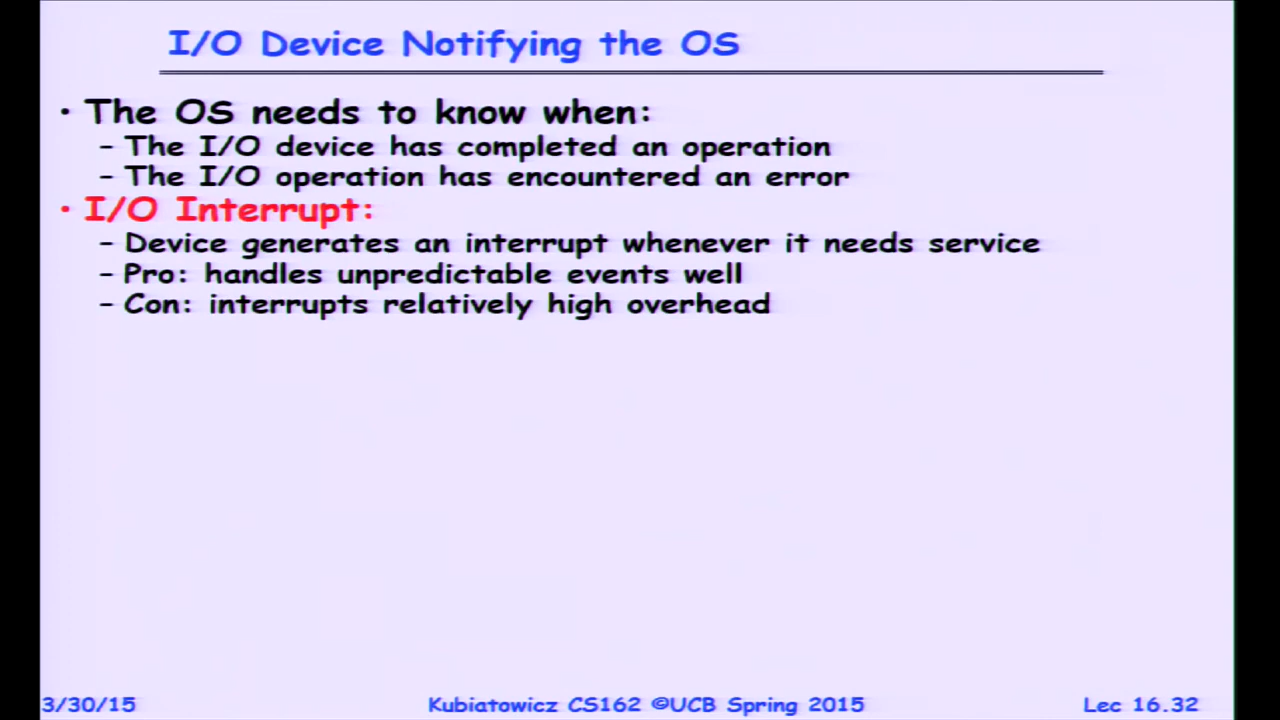 I/O Device Notifying the OS
• The OS needs to know when:
– The I/O device has completed an operation
– The I/O operation has encountered an error
• I/O Interrupt:
– Device generates an interrupt whenever it needs service
– Pro: handles unpredictable events well
– Con: interrupts relatively high overhead
3/30/15 Kubiatowicz CS162 ©UCB Spring 2015 Lec 16.32